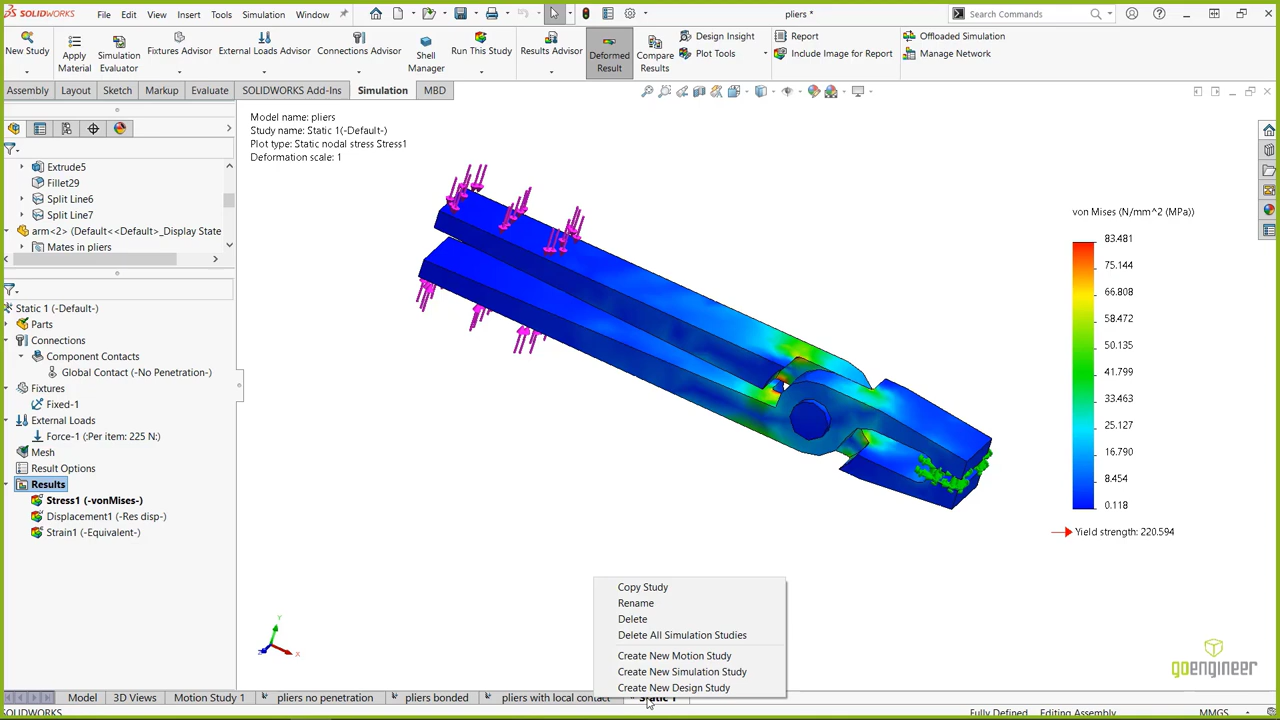 SOLIDWORKS File Edit View Insert Tools Simulation Window pliers * Search Commands
New Study Apply Material Simulation Evaluator Fixtures Advisor External Loads Advisor Connections Advisor Shell Manager Run This Study Results Advisor Deformed Result Compare Results Design Insight Plot Tools Report Include Image for Report Offloaded Simulation Manage Network
Assembly Layout Sketch Markup Evaluate SOLIDWORKS Add-Ins Simulation MBD
Extrude5
Fillet29
Split Line6
Split Line7
arm<2> (Default<<Default>_Display State
Mates in pliers
Static 1 (-Default-)
Parts
Connections
Component Contacts
Global Contact (-No Penetration-)
Fixtures
Fixed-1
External Loads
Force-1 (:Per item: 225 N:)
Mesh
Result Options
Results
Stress1 (-vonMises-)
Displacement1 (-Res disp-)
Strain1 (-Equivalent-)
Model name: pliers
Study name: Static 1(-Default-)
Plot type: Static nodal stress Stress1
Deformation scale: 1
von Mises (N/mm^2 (MPa))
83.481
75.144
66.808
58.472
50.135
41.799
33.463
25.127
16.790
8.454
0.118
Yield strength: 220.594
Y
X
Z
Copy Study
Rename
Delete
Delete All Simulation Studies
Create New Motion Study
Create New Simulation Study
Create New Design Study
goengineer
Model 3D Views Motion Study 1 pliers no penetration pliers bonded pliers with local contact Static 1
SOLIDWORKS Fully Defined Editing Assembly MMGS